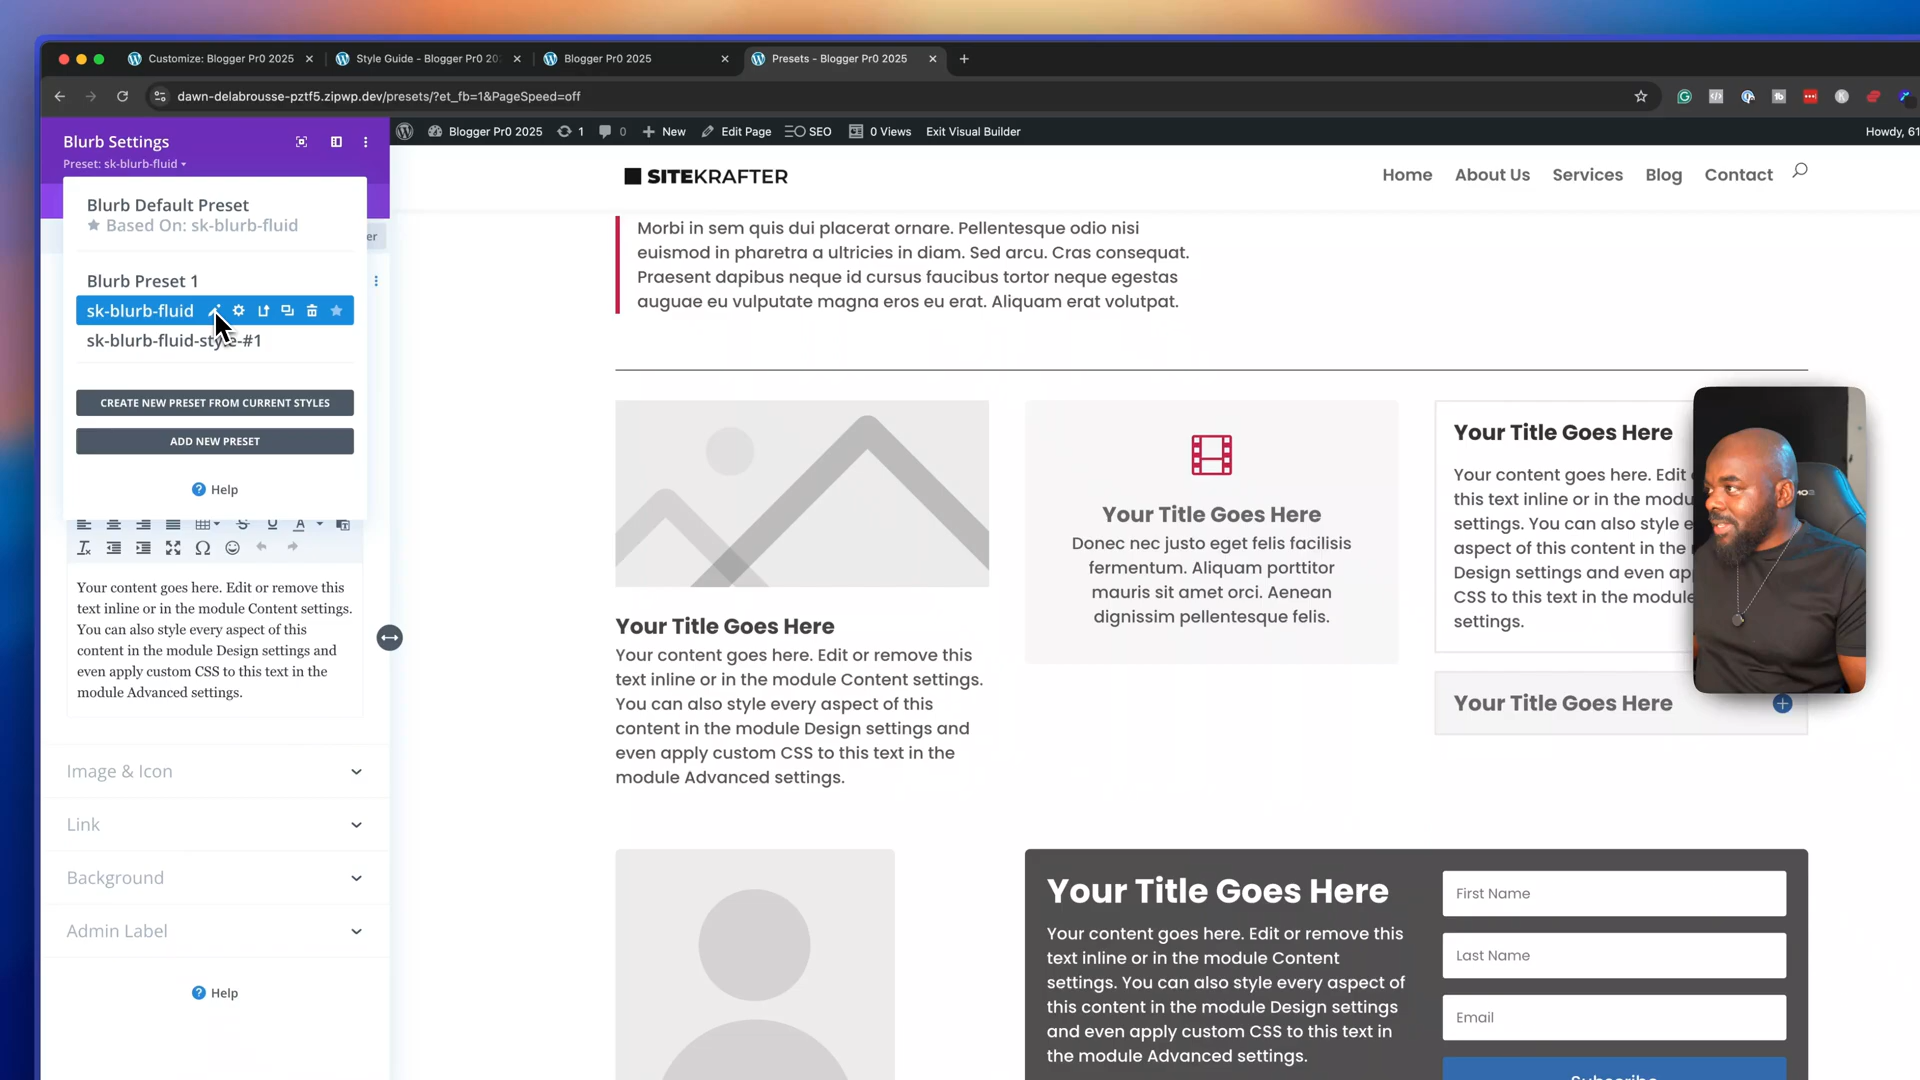 Customize: Blogger Pr0 2025
Style Guide - Blogger Pr0 202
Blogger Pr0 2025
Presets - Blogger Pr0 2025
dawn-delabrousse-pztf5.zipwp.dev/presets/?et_fb=1&PageSpeed=off
Blogger Pr0 2025
1
0
New
Edit Page
SEO
0 Views
Exit Visual Builder
Howdy, 61
Blurb Settings
Preset: sk-blurb-fluid
Blurb Default Preset
Based On: sk-blurb-fluid
er
Blurb Preset 1
sk-blurb-fluid
sk-blurb-fluid-style-#1
CREATE NEW PRESET FROM CURRENT STYLES
ADD NEW PRESET
Help
Your content goes here. Edit or remove this
text inline or in the module Content settings.
You can also style every aspect of this
content in the module Design settings and
even apply custom CSS to this text in the
module Advanced settings.
Image & Icon
Link
Background
Admin Label
Help
SITEKRAFTER
Home
About Us
Services
Blog
Contact
Morbi in sem quis dui placerat ornare. Pellentesque odio nisi
euismod in pharetra a ultricies in diam. Sed arcu. Cras consequat.
Praesent dapibus neque id cursus faucibus tortor neque egestas
auguae eu vulputate magna eros eu erat. Aliquam erat volutpat.
Your Title Goes Here
Your content goes here. Edit or remove this
text inline or in the module Content settings.
You can also style every aspect of this
content in the module Design settings and
even apply custom CSS to this text in the
module Advanced settings.
Your Title Goes Here
Donec nec justo eget felis facilisis
fermentum. Aliquam porttitor
mauris sit amet orci. Aenean
dignissim pellentesque felis.
Your Title Goes Here
Your content goes here. Edit
this text inline or in the modu
settings. You can also style e
aspect of this content in the
Design settings and even ap
CSS to this text in the module
settings.
Your Title Goes Here
Your Title Goes Here
Your content goes here. Edit or remove this
text inline or in the module Content
settings. You can also style every aspect of
this content in the module Design settings
and even apply custom CSS to this text in
the module Advanced settings.
First Name
Last Name
Email
Subscribe